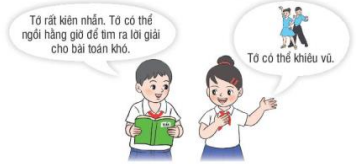 Tớ rất kiên nhẫn. Tớ có thể
ngồi hằng giờ để tìm ra lời giải
cho bài toán khó.
Tớ có thể khiêu vũ.